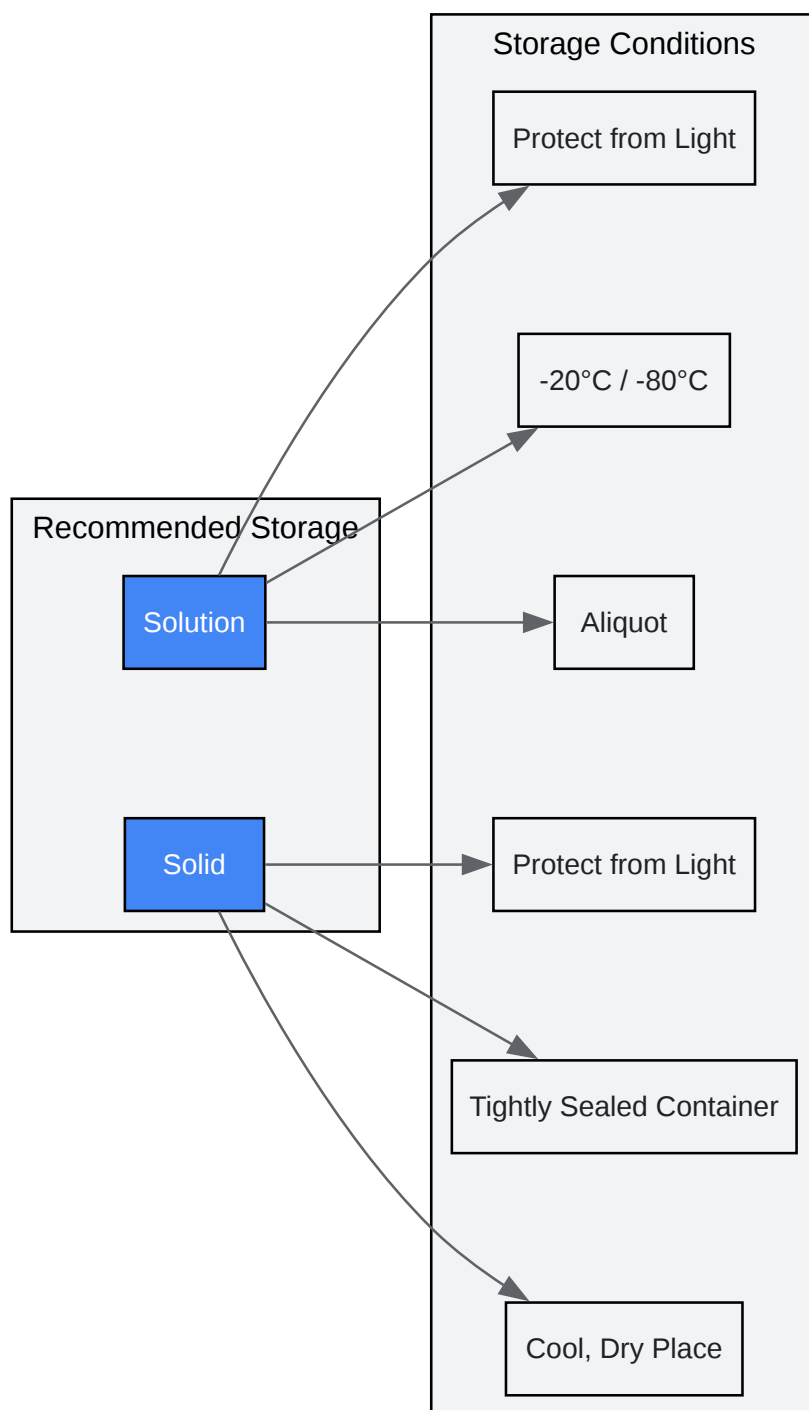 Storage Conditions
Protect from Light
-20°C / -80°C
Recommended Storage
Solution
Aliquot
Solid
Protect from Light
Tightly Sealed Container
Cool, Dry Place